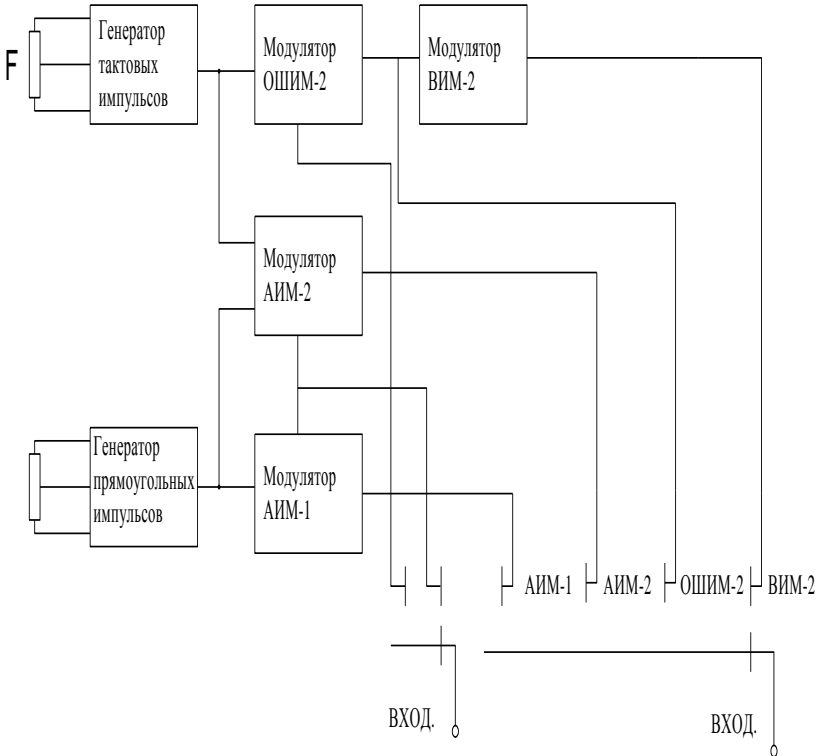 F
Генератор
тактовых
импульсов
Модулятор
ОШИМ-2
Модулятор
ВИМ-2
Модулятор
АИМ-2
Генератор
прямоугольных
импульсов
Модулятор
АИМ-1
АИМ-1
АИМ-2
ОШИМ-2
ВИМ-2
ВХОД.
ВХОД.